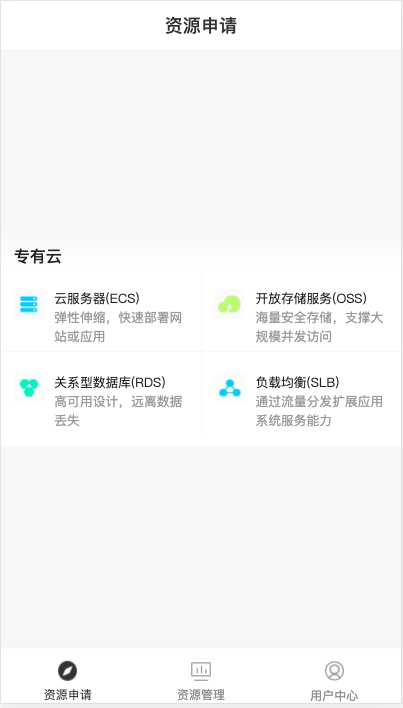 资源申请
专有云
云服务器(ECS)
弹性伸缩，快速部署网
站或应用
开放存储服务(OSS)
海量安全存储，支撑大
规模并发访问
关系型数据库(RDS)
高可用设计，远离数据
丢失
负载均衡(SLB)
通过流量分发扩展应用
系统服务能力
资源申请
资源管理
用户中心